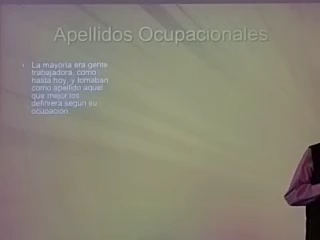 Apellidos Ocupacionales
• La mayoría era gente
trabajadora, como
hasta hoy, y tomaban
como apellido aquel
que mejor los
definiera según su
ocupación.